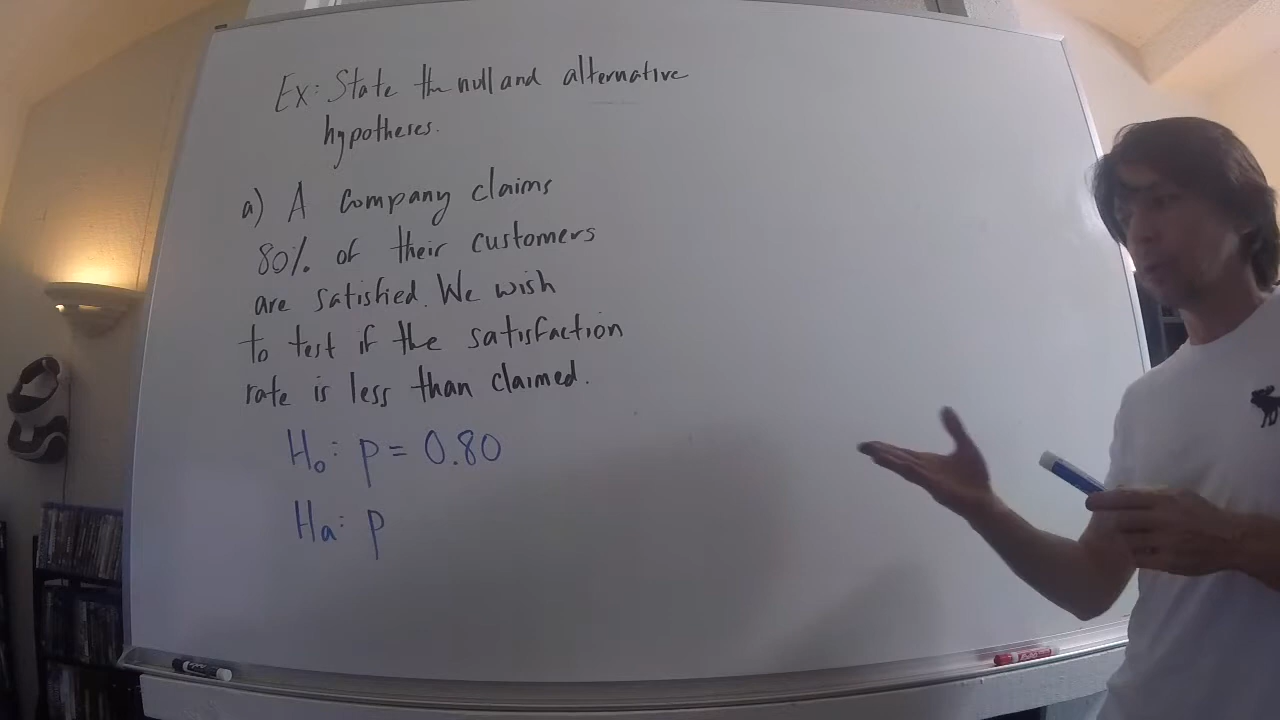 Ex: State the null and alternative
hypotheses.
a) A company claims
80% of their customers
are satisfied. We wish
to test if the satisfaction
rate is less than claimed.
H₀: p = 0.80
Ha: p